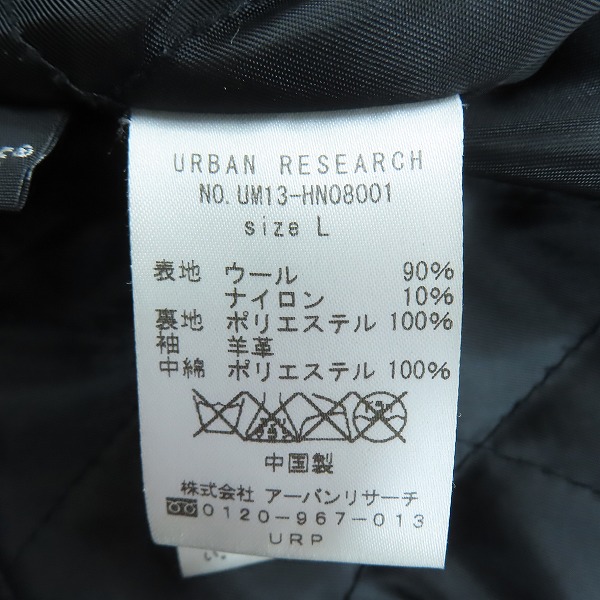 URBAN RESEARCH
NO. UM13-HN08001
size L
表地 ウール 90%
ナイロン 10%
裏地 ポリエステル 100%
袖 羊革
中綿 ポリエステル 100%
中国製
株式会社 アーバンリサーチ
0120-967-013
URP